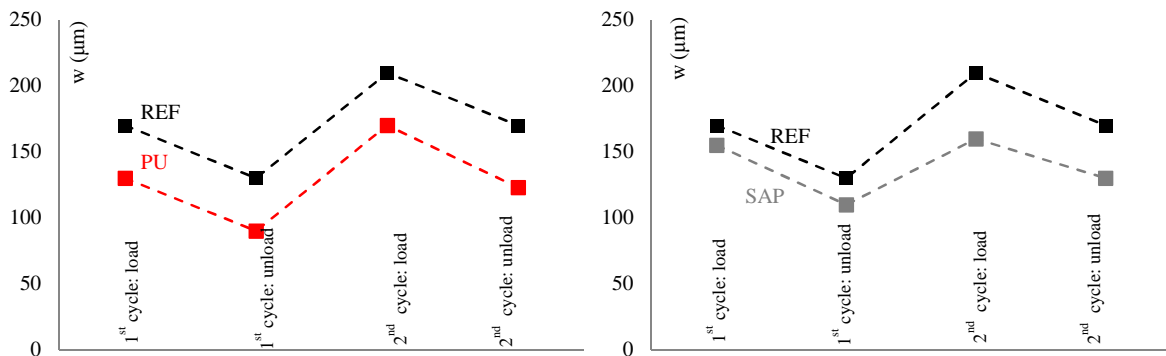 250
200
150
100
50
0
w (μm)
REF
PU
1st cycle: load
1st cycle: unload
2nd cycle: load
2nd cycle: unload
250
200
150
100
50
0
w (μm)
REF
SAP
1st cycle: load
1st cycle: unload
2nd cycle: load
2nd cycle: unload